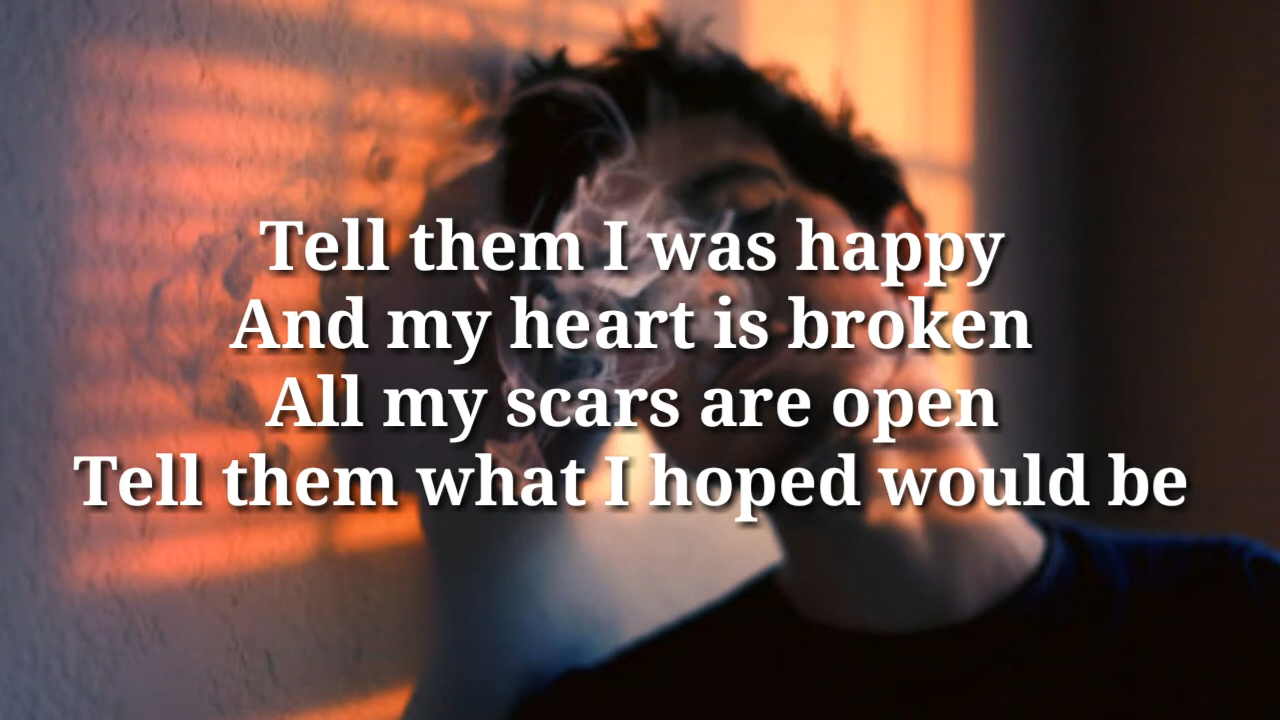 Tell them I was happy
And my heart is broken
All my scars are open
Tell them what I hoped would be